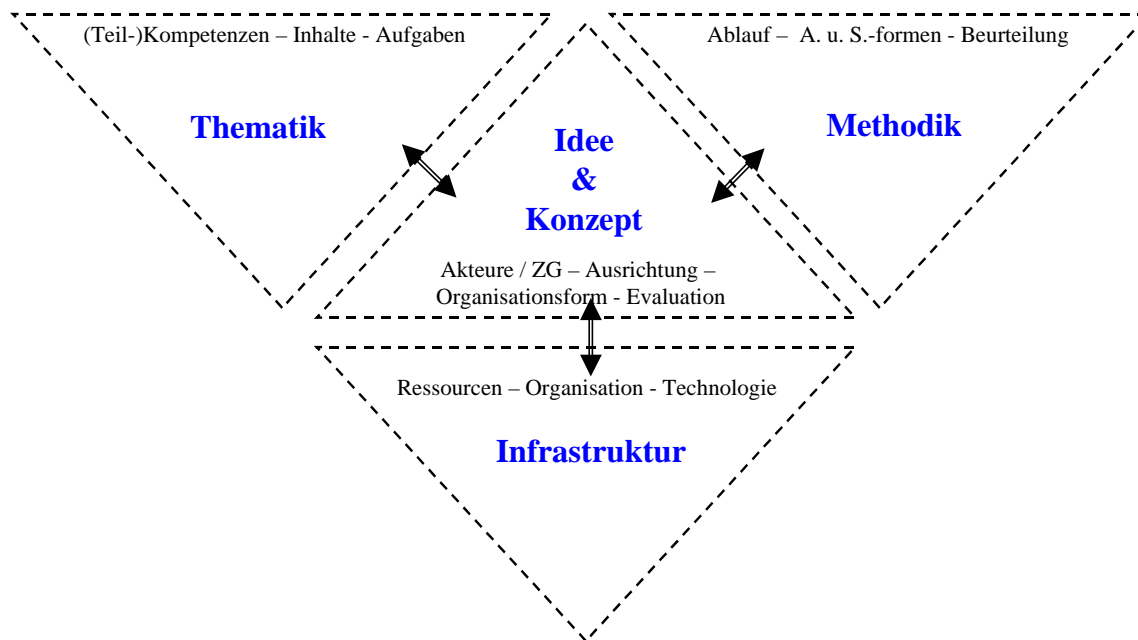 (Teil-)Kompetenzen – Inhalte - Aufgaben
Thematik
Ablauf – A. u. S.-formen - Beurteilung
Methodik
Idee
&
Konzept
Akteure / ZG – Ausrichtung –
Organisationsform - Evaluation
Ressourcen – Organisation - Technologie
Infrastruktur